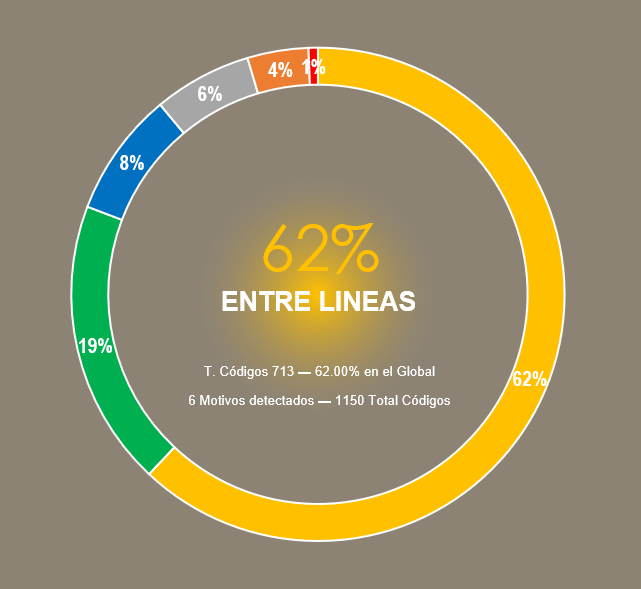 4%
1%
6%
8%
62%
ENTRE LINEAS
19%
T. Códigos 713 — 62.00% en el Global
62%
6 Motivos detectados — 1150 Total Códigos